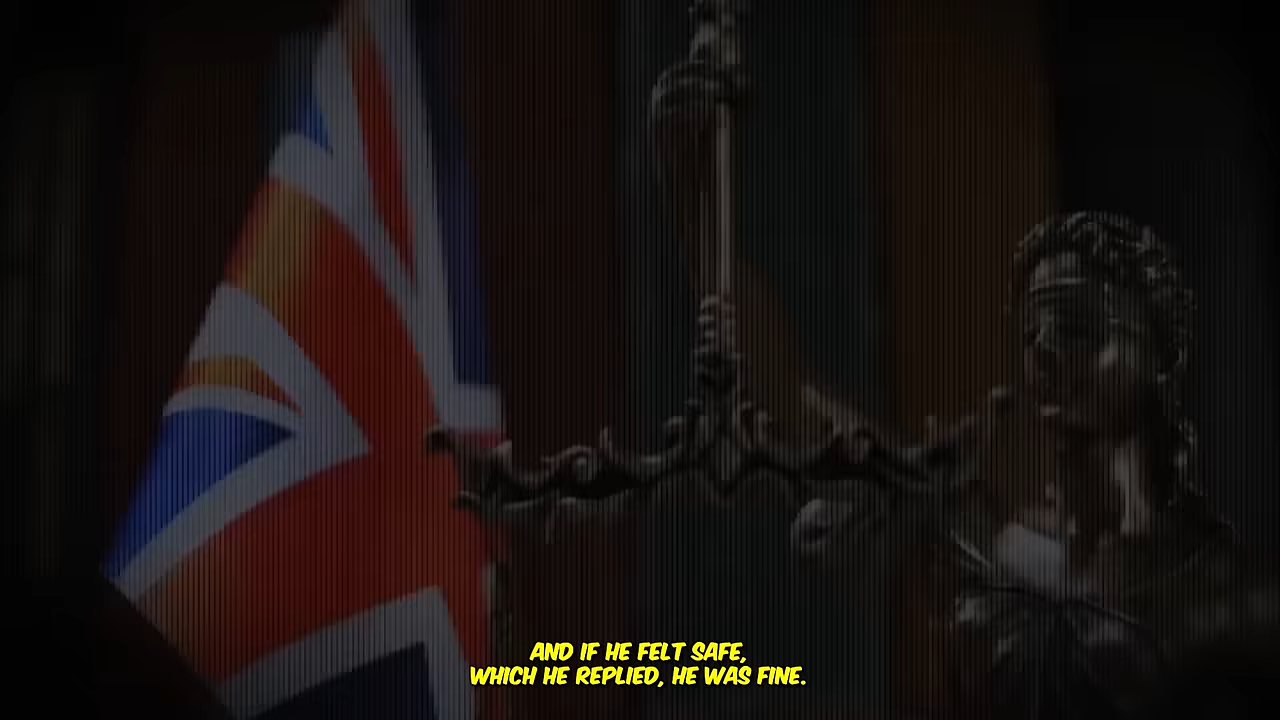 AND IF HE FELT SAFE,
WHICH HE REPLIED, HE WAS FINE.